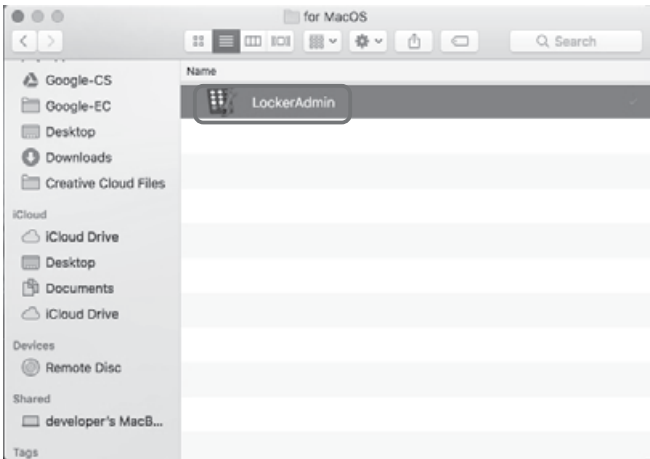 for MacOS
Search
Google-CS
Google-EC
Desktop
Downloads
Creative Cloud Files
iCloud
iCloud Drive
Desktop
Documents
iCloud Drive
Devices
Remote Disc
Shared
developer's MacB...
Tags
Name
LockerAdmin